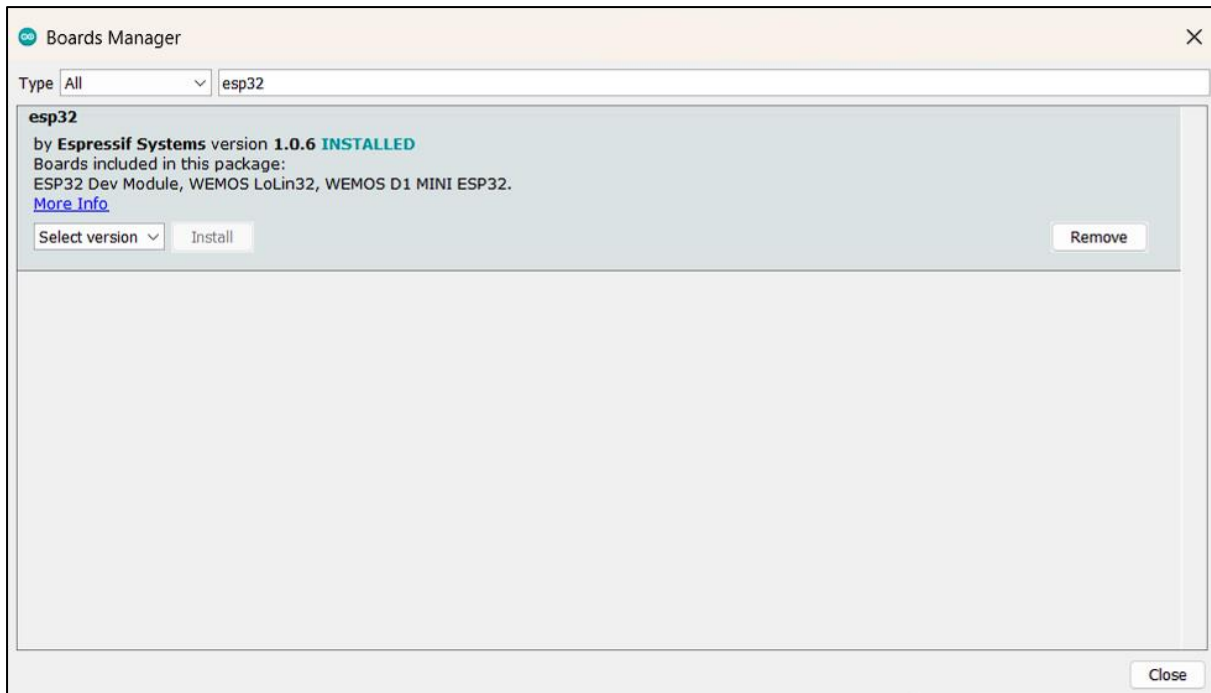 Boards Manager
Type All esp32
esp32
by Espressif Systems version 1.0.6 INSTALLED
Boards included in this package:
ESP32 Dev Module, WEMOS LoLin32, WEMOS D1 MINI ESP32.
More Info
Select version Install Remove
Close